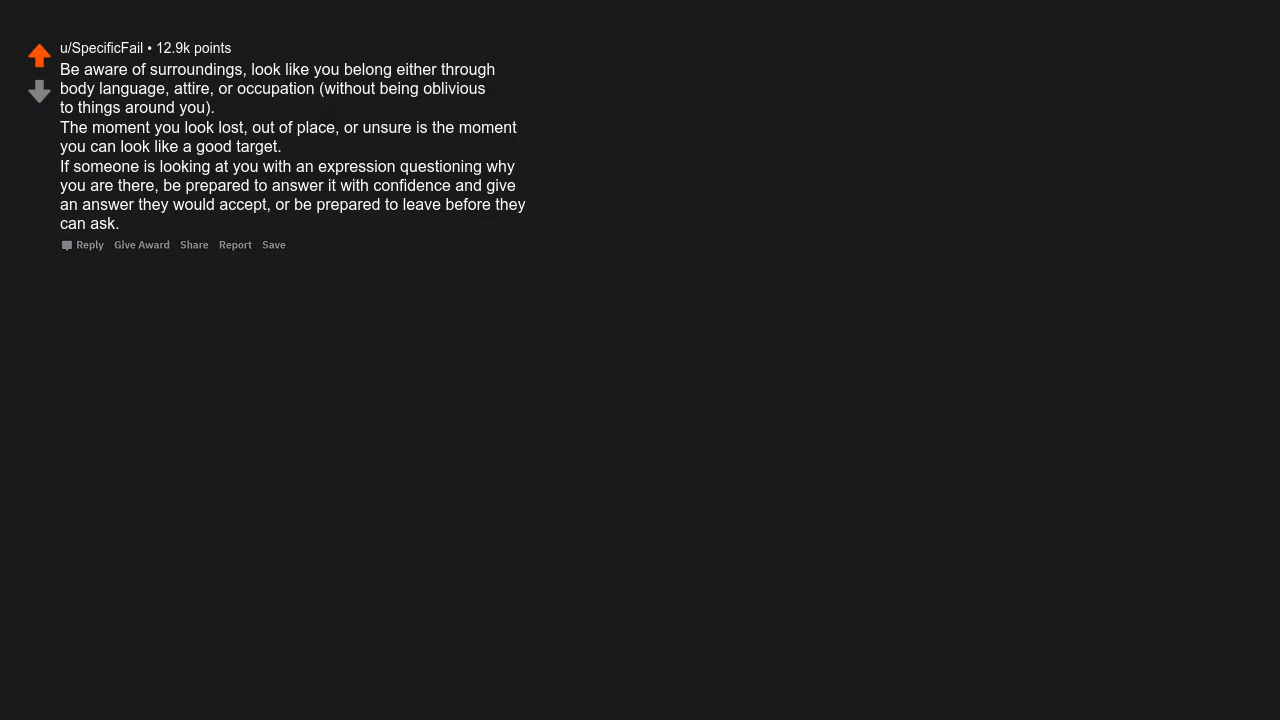 u/SpecificFail • 12.9k points
Be aware of surroundings, look like you belong either through
body language, attire, or occupation (without being oblivious
to things around you).
The moment you look lost, out of place, or unsure is the moment
you can look like a good target.
If someone is looking at you with an expression questioning why
you are there, be prepared to answer it with confidence and give
an answer they would accept, or be prepared to leave before they
can ask.
Reply Give Award Share Report Save